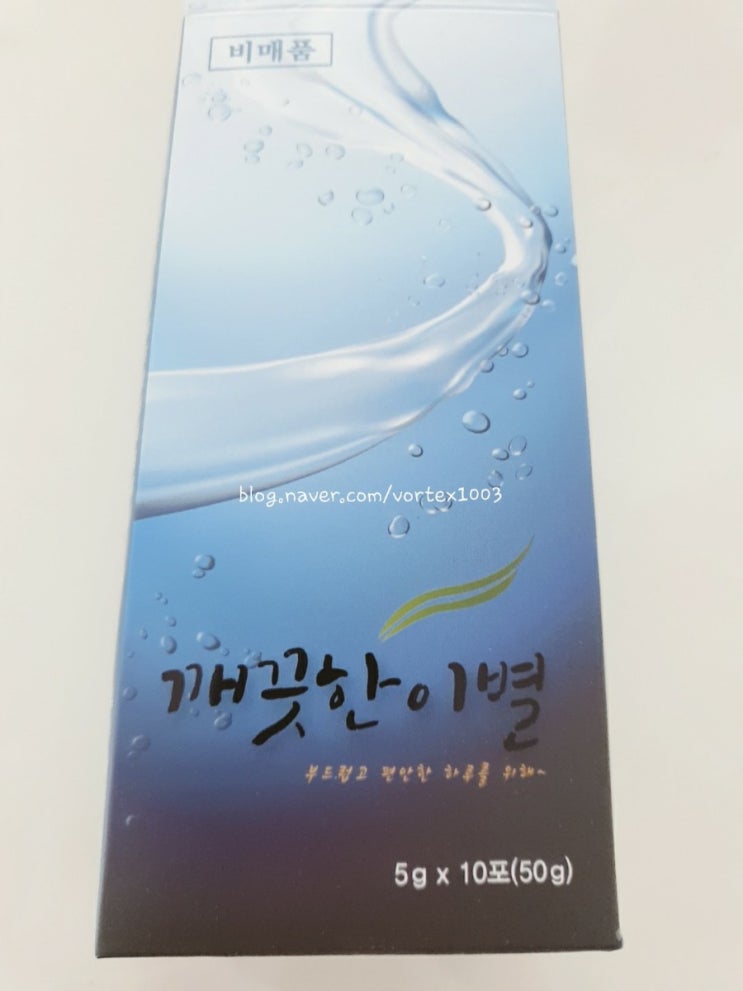 비매품
blog.naver.com/vortex1003
깨끗한이별
부드럽고 편안한 하루를 위해~
5g x 10포(50g)